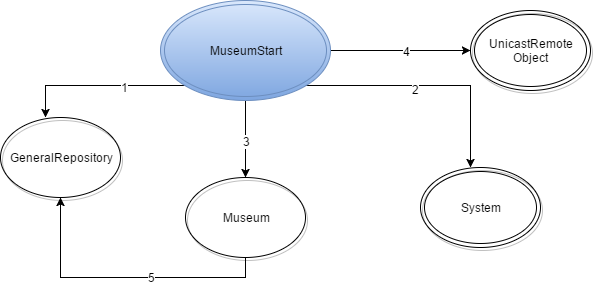 MuseumStart
UnicastRemote
Object
4
1
2
GeneralRepository
3
Museum
System
5